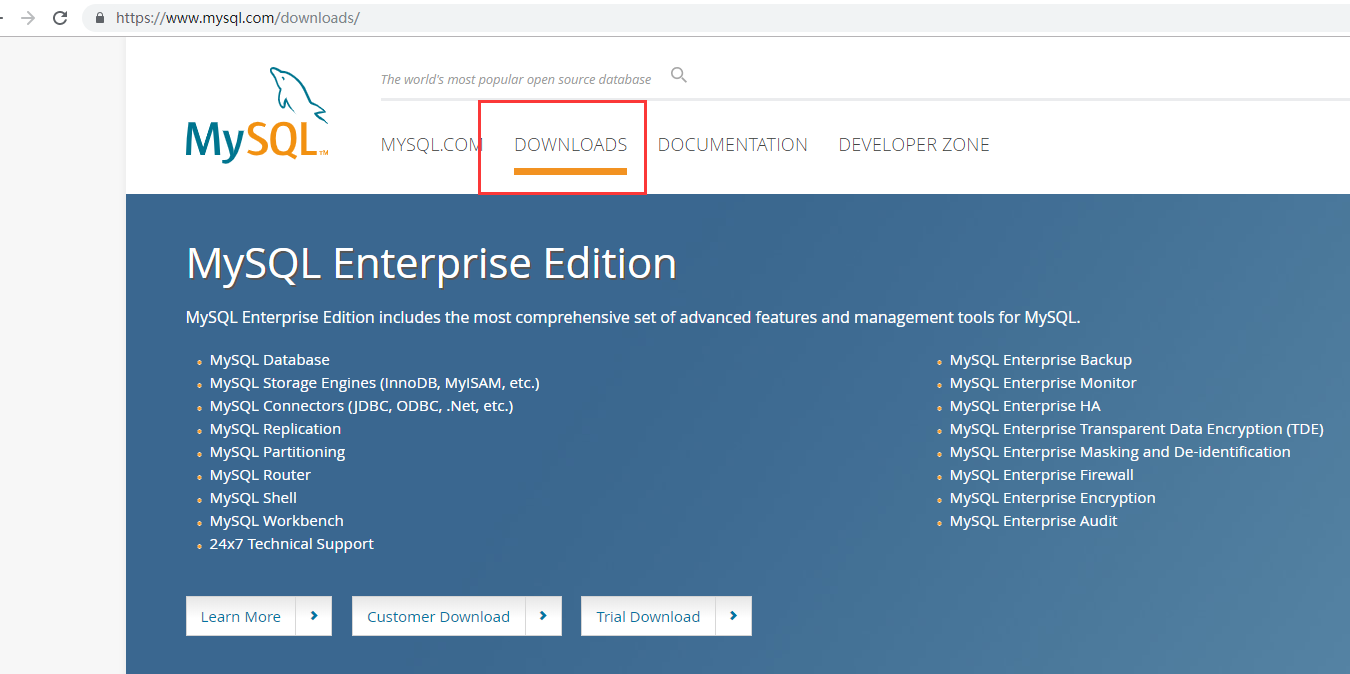 https://www.mysql.com/downloads/
The world's most popular open source database
MySQL™
MYSQL.COM DOWNLOADS DOCUMENTATION DEVELOPER ZONE
MySQL Enterprise Edition
MySQL Enterprise Edition includes the most comprehensive set of advanced features and management tools for MySQL.
MySQL Database
MySQL Storage Engines (InnoDB, MyISAM, etc.)
MySQL Connectors (JDBC, ODBC, .Net, etc.)
MySQL Replication
MySQL Partitioning
MySQL Router
MySQL Shell
MySQL Workbench
24x7 Technical Support
MySQL Enterprise Backup
MySQL Enterprise Monitor
MySQL Enterprise HA
MySQL Enterprise Transparent Data Encryption (TDE)
MySQL Enterprise Masking and De-identification
MySQL Enterprise Firewall
MySQL Enterprise Encryption
MySQL Enterprise Audit
Learn More Customer Download Trial Download